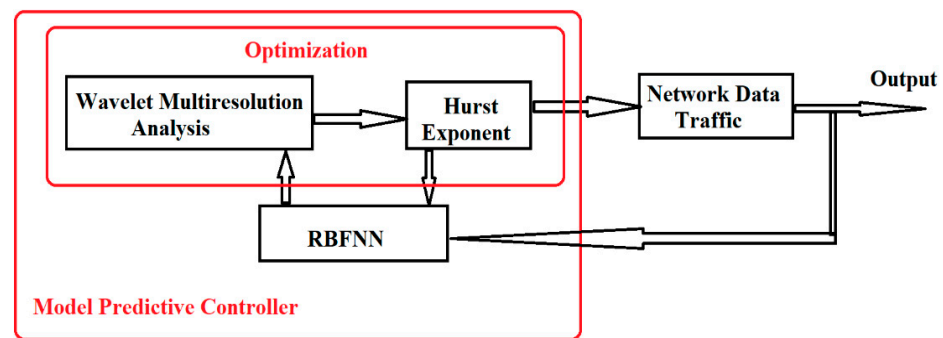 Optimization
Wavelet Multiresolution
Analysis
Hurst
Exponent
Network Data
Traffic
Output
RBFNN
Model Predictive Controller